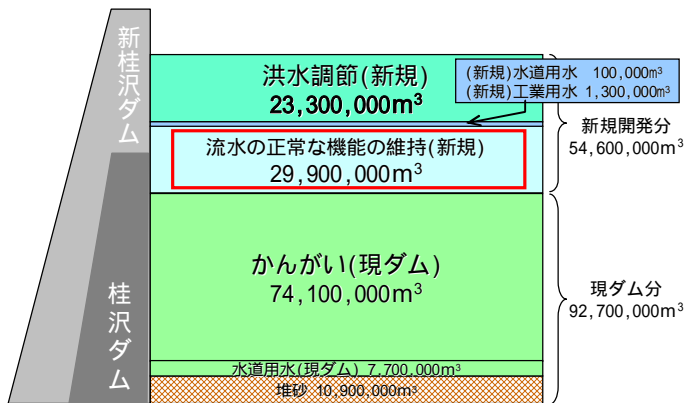 新桂沢ダム
桂沢ダム
洪水調節(新規)
23,300,000m³
(新規)水道用水 100,000m³
(新規)工業用水 1,300,000m³
流水の正常な機能の維持(新規)
29,900,000m³
新規開発分
54,600,000m³
かんがい(現ダム)
74,100,000m³
現ダム分
92,700,000m³
水道用水(現ダム) 7,700,000m³
堆砂 10,900,000m³